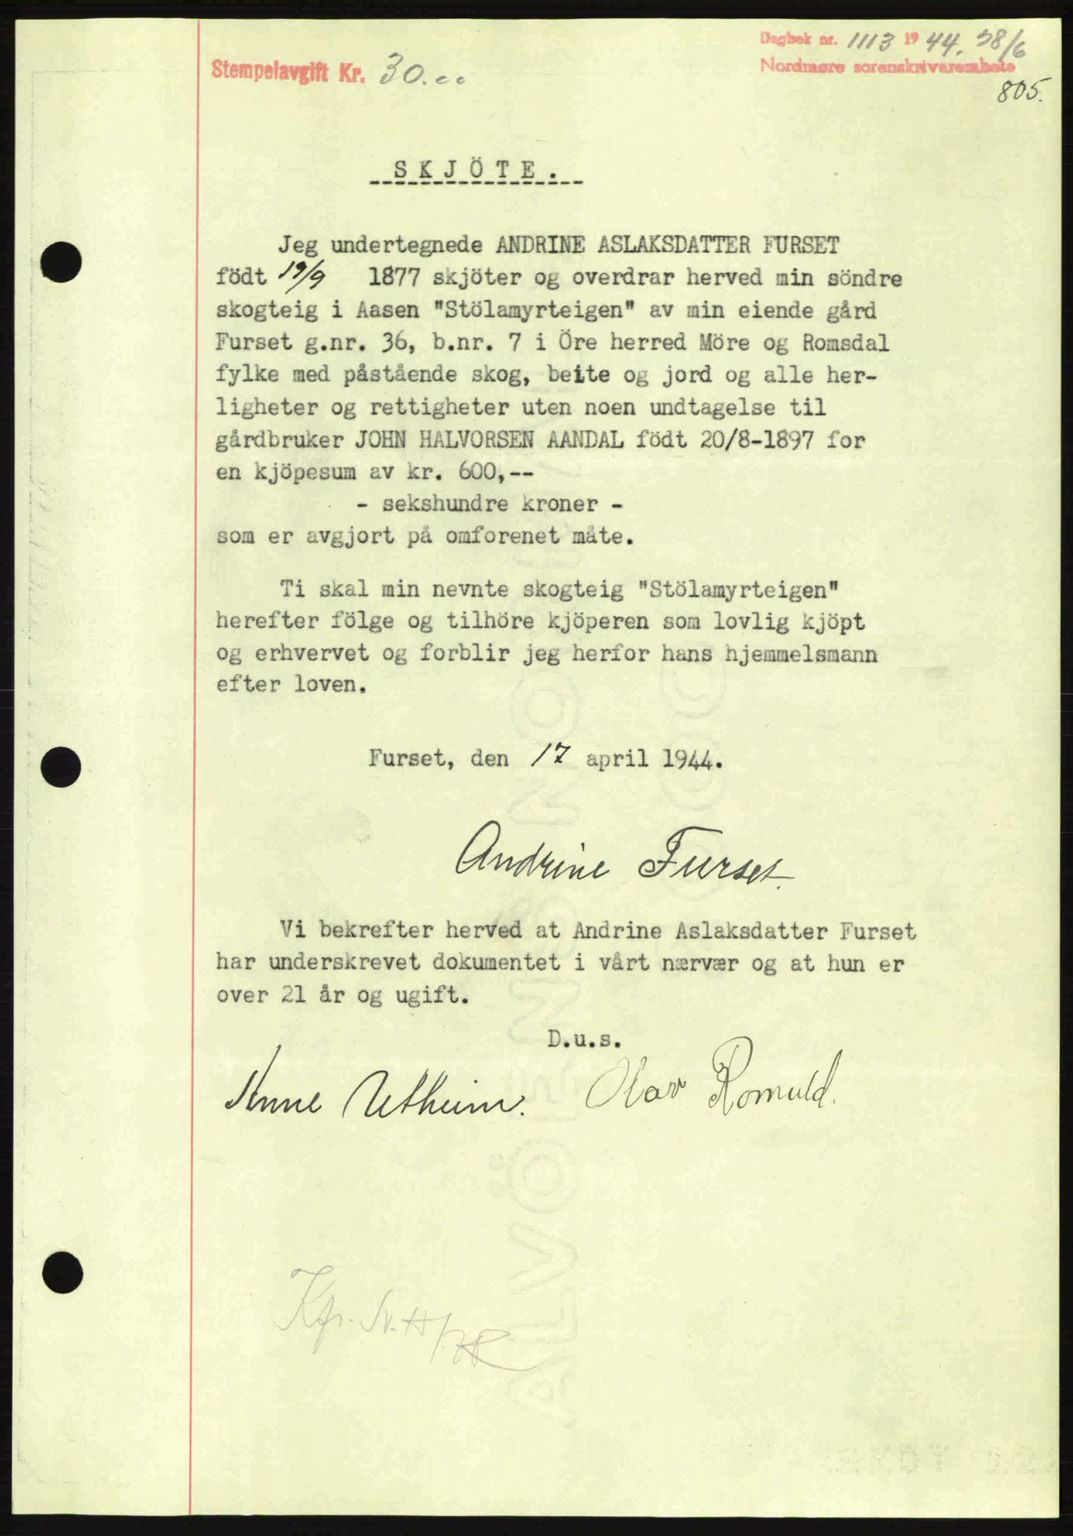 Stempelavgift Kr. 30.oo
Dagbok nr. 1113 1944. 28/6
Nordmøre sorenskriverembete
805.
SKJÖTE.
Jeg undertegnede ANDRINE ASLAKSDATTER FURSET
födt 19/9 1877 skjöter og overdrar herved min söndre
skogteig i Aasen "Stölamyrteigen" av min eiende gård
Furset g.nr. 36, b.nr. 7 i Öre herred Möre og Romsdal
fylke med påstående skog, beite og jord og alle her-
ligheter og rettigheter uten noen undtagelse til
gårdbruker JOHN HALVORSEN AANDAL födt 20/8-1897 for
en kjöpesum av kr. 600,--
- sekshundre kroner -
som er avgjort på omforenet måte.
Ti skal min nevnte skogteig "Stölamyrteigen"
herefter fölge og tilhöre kjöperen som lovlig kjöpt
og erhvervet og forblir jeg herfor hans hjemmelsmann
efter loven.
Furset, den 17 april 1944.
Andrine Furset.
Vi bekrefter herved at Andrine Aslaksdatter Furset
har underskrevet dokumentet i vårt nærvær og at hun er
over 21 år og ugift.
D.u.s.
Anne Utheim. Olav Romuld.
Kfr.